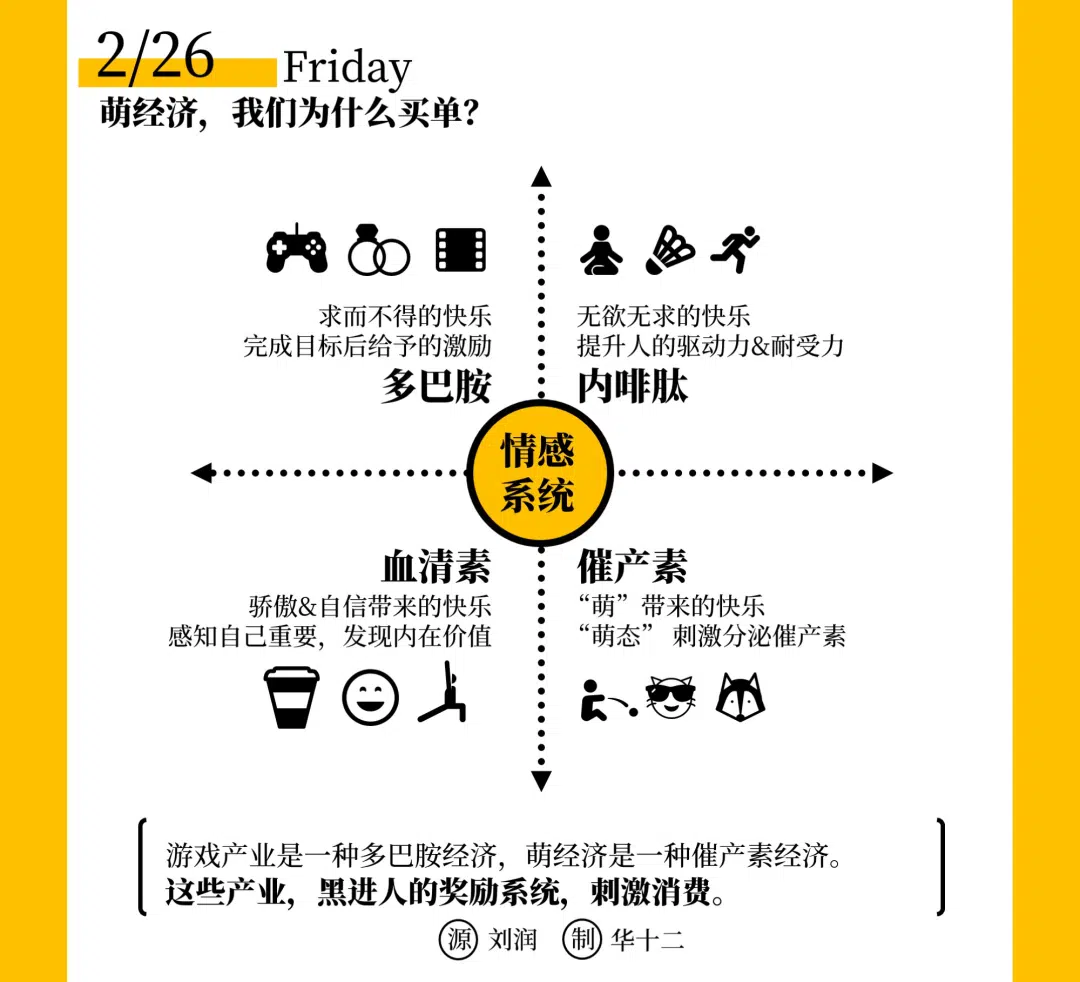 2/26 Friday
萌经济，我们为什么买单？
求而不得的快乐
完成目标后给予的激励
多巴胺
无欲无求的快乐
提升人的驱动力&耐受力
内啡肽
情感
系统
血清素
骄傲&自信带来的快乐
感知自己重要，发现内在价值
催产素
“萌”带来的快乐
“萌态” 刺激分泌催产素
游戏产业是一种多巴胺经济，萌经济是一种催产素经济。
这些产业，黑进人的奖励系统，刺激消费。
源 刘润 制 华十二